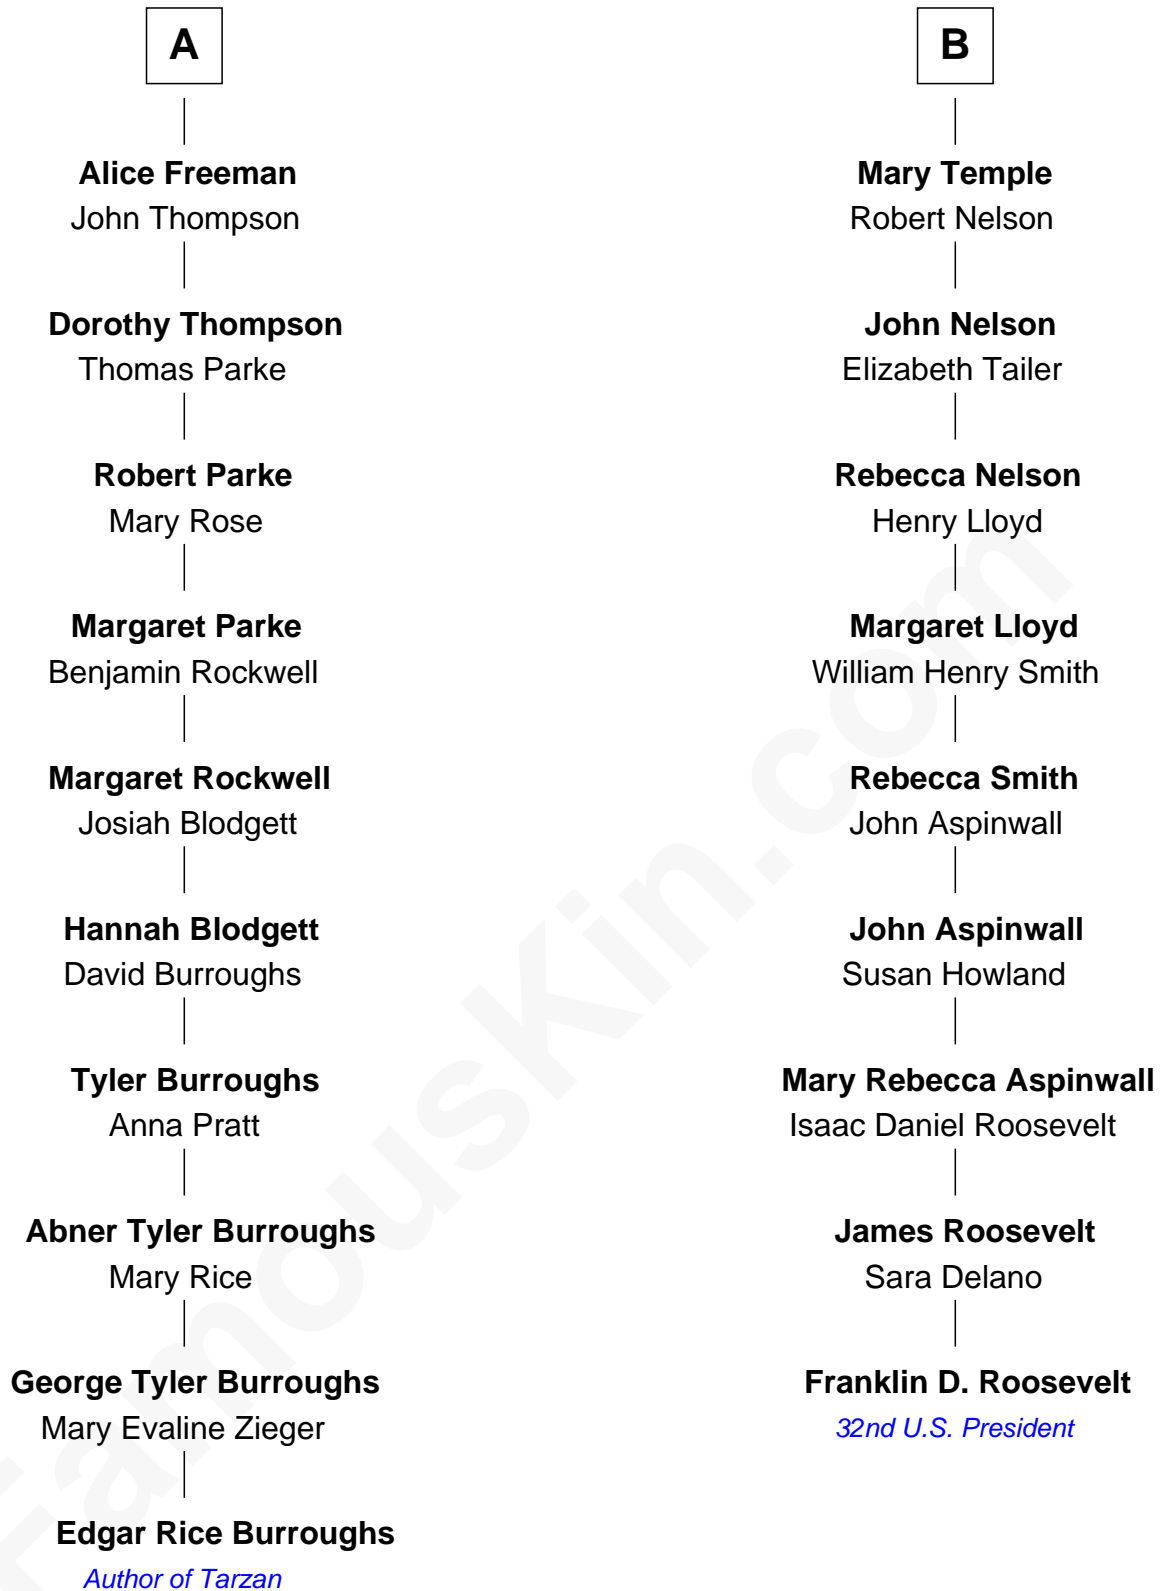 A
Alice Freeman
John Thompson
Dorothy Thompson
Thomas Parke
Robert Parke
Mary Rose
Margaret Parke
Benjamin Rockwell
Margaret Rockwell
Josiah Blodgett
Hannah Blodgett
David Burroughs
Tyler Burroughs
Anna Pratt
Abner Tyler Burroughs
Mary Rice
George Tyler Burroughs
Mary Evaline Zieger
Edgar Rice Burroughs
Author of Tarzan
B
Mary Temple
Robert Nelson
John Nelson
Elizabeth Tailer
Rebecca Nelson
Henry Lloyd
Margaret Lloyd
William Henry Smith
Rebecca Smith
John Aspinwall
John Aspinwall
Susan Howland
Mary Rebecca Aspinwall
Isaac Daniel Roosevelt
James Roosevelt
Sara Delano
Franklin D. Roosevelt
32nd U.S. President
FamousKin.com